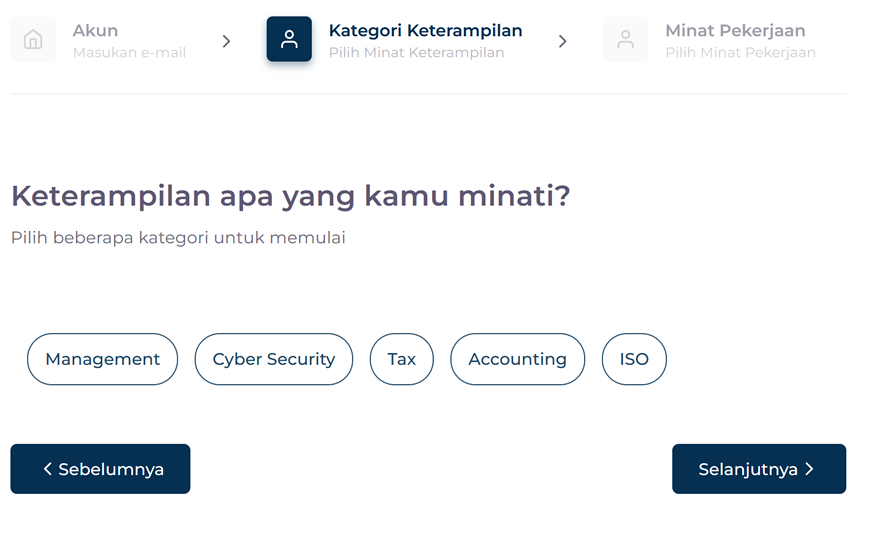 Akun
Masukan e-mail
Kategori Keterampilan
Pilih Minat Keterampilan
Minat Pekerjaan
Pilih Minat Pekerjaan
Keterampilan apa yang kamu minati?
Pilih beberapa kategori untuk memulai
Management Cyber Security Tax Accounting ISO
Sebelumnya Selanjutnya